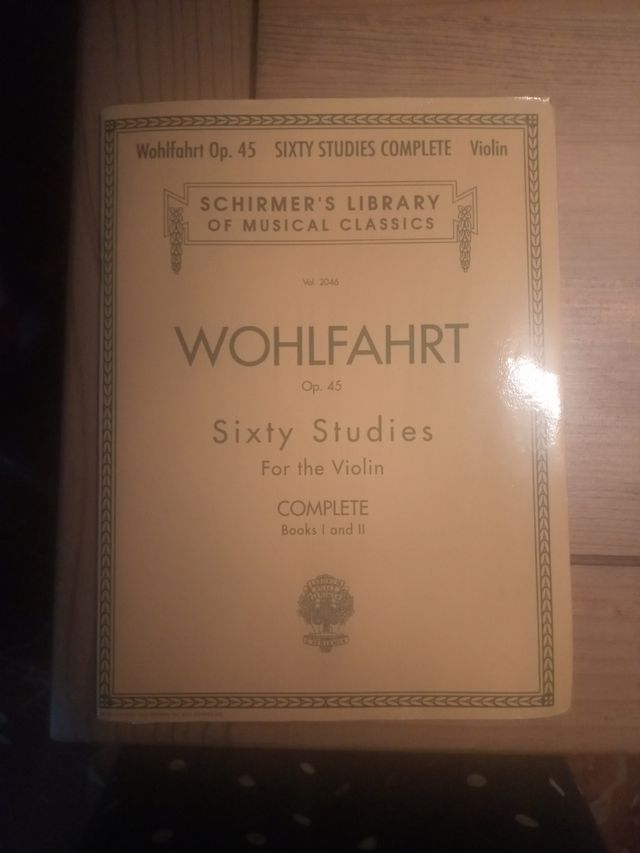 Wohlfahrt Op. 45 SIXTY STUDIES COMPLETE Violin
SCHIRMER'S LIBRARY
OF MUSICAL CLASSICS
Vol. 2046
WOHLFAHRT
Op. 45
Sixty Studies
For the Violin
COMPLETE
Books I and II